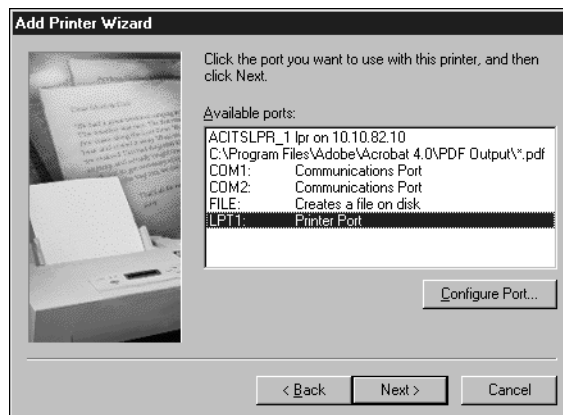 Add Printer Wizard
Click the port you want to use with this printer, and then
click Next.
Available ports:
ACITSLPR_1 lpr on 10.10.82.10
C:\Program Files\Adobe\Acrobat 4.0\PDF Output\*.pdf
COM1: Communications Port
COM2: Communications Port
FILE: Creates a file on disk
LPT1: Printer Port
Configure Port...
< Back
Next >
Cancel